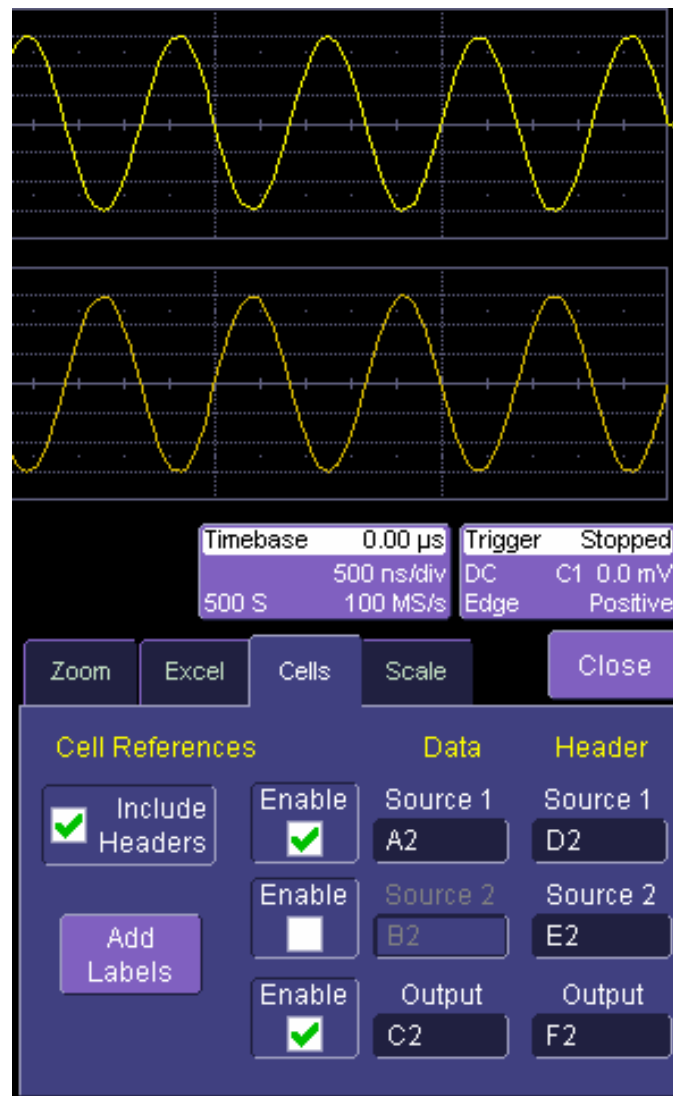 Timebase 0.00 µs Trigger Stopped
500 ns/div DC C1 0.0 mV
500 S 100 MS/s Edge Positive
Zoom Excel Cells Scale Close
Cell References Data Header
Include Headers Enable Source 1 Source 1
A2 D2
Enable Source 2 Source 2
B2 E2
Add Labels
Enable Output Output
C2 F2